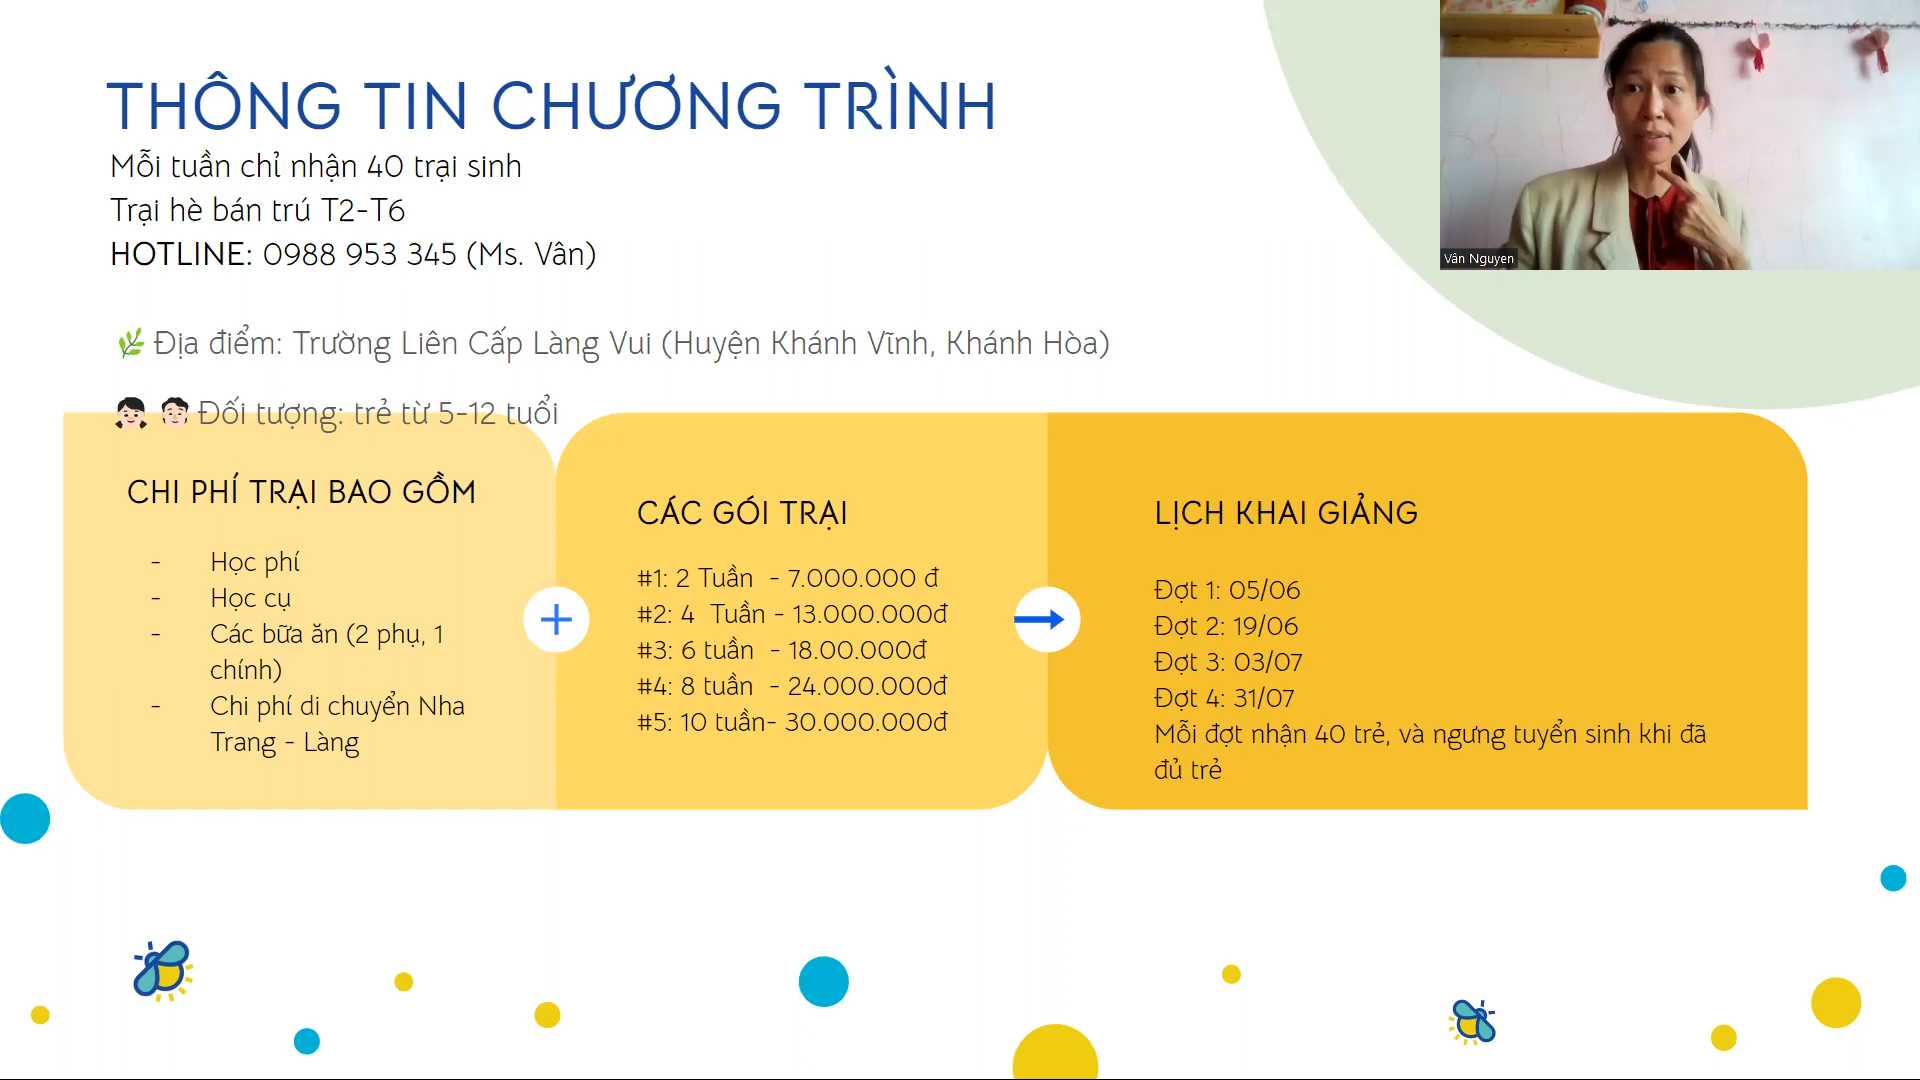 THÔNG TIN CHƯƠNG TRÌNH
Mỗi tuần chỉ nhận 40 trại sinh
Trại hè bán trú T2-T6
HOTLINE: 0988 953 345 (Ms. Vân)
Vân Nguyen
🌿 Địa điểm: Trường Liên Cấp Làng Vui (Huyện Khánh Vĩnh, Khánh Hòa)
👧🏻 👦🏻 Đối tượng: trẻ từ 5-12 tuổi
CHI PHÍ TRẠI BAO GỒM
- Học phí
- Học cụ
- Các bữa ăn (2 phụ, 1
chính)
- Chi phí di chuyển Nha
Trang - Làng
CÁC GÓI TRẠI
#1: 2 Tuần - 7.000.000 đ
#2: 4 Tuần - 13.000.000đ
#3: 6 tuần - 18.00.000đ
#4: 8 tuần - 24.000.000đ
#5: 10 tuần- 30.000.000đ
LỊCH KHAI GIẢNG
Đợt 1: 05/06
Đợt 2: 19/06
Đợt 3: 03/07
Đợt 4: 31/07
Mỗi đợt nhận 40 trẻ, và ngưng tuyển sinh khi đã
đủ trẻ